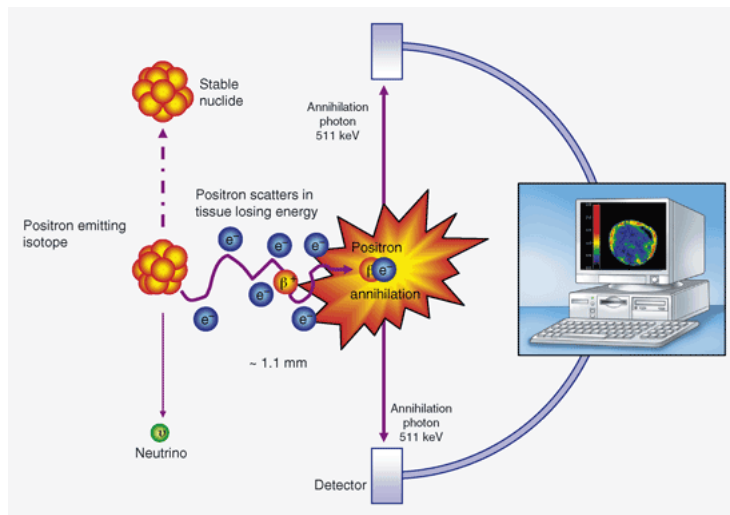 Stable
nuclide
Annihilation
photon
511 keV
Positron scatters in
tissue losing energy
Positron emitting
isotope
e⁻
e⁻
e⁻
Positron
β⁺
β
e⁻
e⁻
annihilation
e⁻
e⁻
~ 1.1 mm
Annihilation
photon
511 keV
υ
Neutrino
Detector